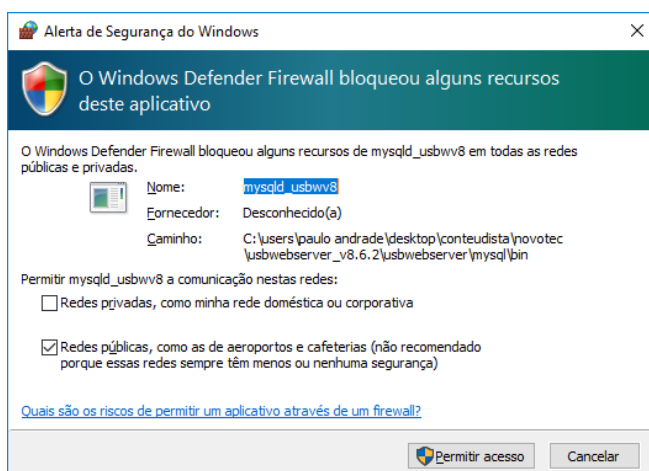 Alerta de Segurança do Windows
O Windows Defender Firewall bloqueou alguns recursos
deste aplicativo
O Windows Defender Firewall bloqueou alguns recursos de mysqld_usbwv8 em todas as redes
públicas e privadas.
Nome: mysqld_usbwv8
Fornecedor: Desconhecido(a)
Caminho: C:\users\paulo andrade\desktop\conteudista\novotec
\usbwebserver_v8.6.2\usbwebserver\mysql\bin
Permitir mysqld_usbwv8 a comunicação nestas redes:
Redes privadas, como minha rede doméstica ou corporativa
Redes públicas, como as de aeroportos e cafeterias (não recomendado
porque essas redes sempre têm menos ou nenhuma segurança)
Quais são os riscos de permitir um aplicativo através de um firewall?
Permitir acesso Cancelar